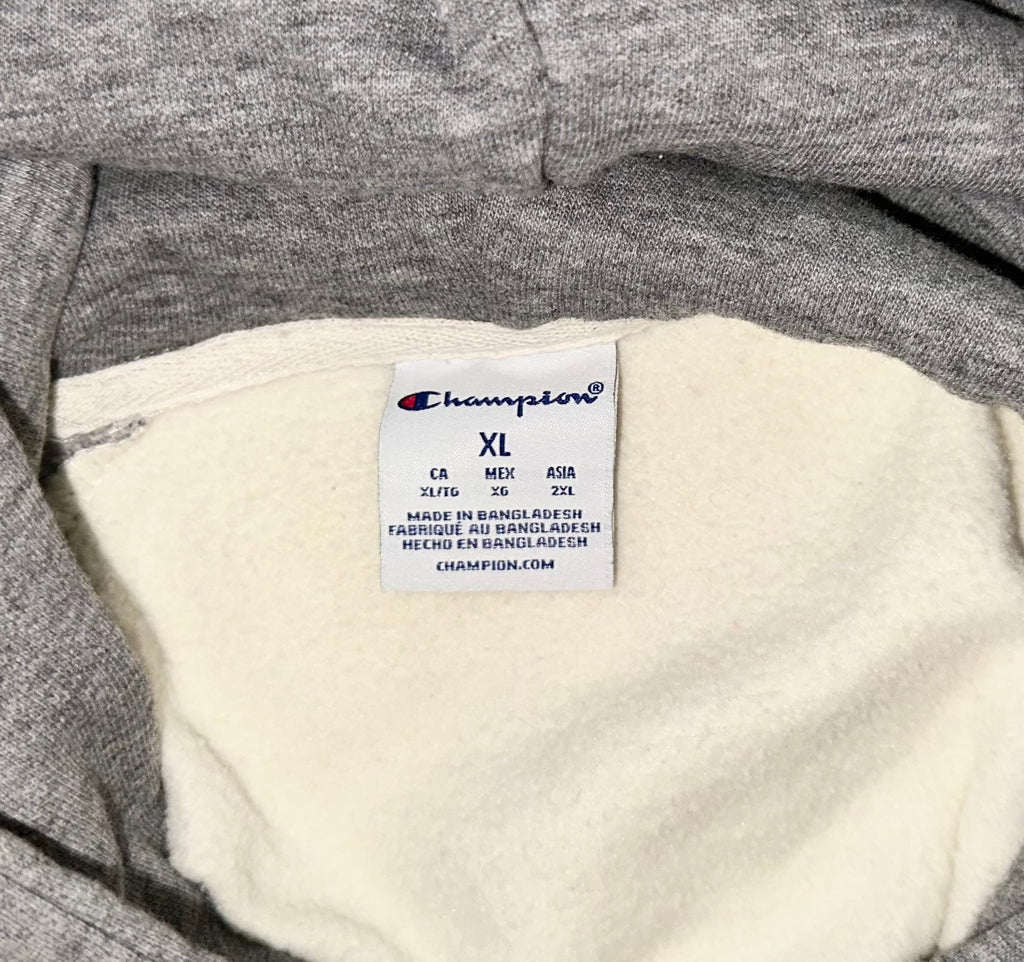 Champion®
XL
CA MEX ASIA
XL/TG XG 2XL
MADE IN BANGLADESH
FABRIQUÉ AU BANGLADESH
HECHO EN BANGLADESH
CHAMPION.COM